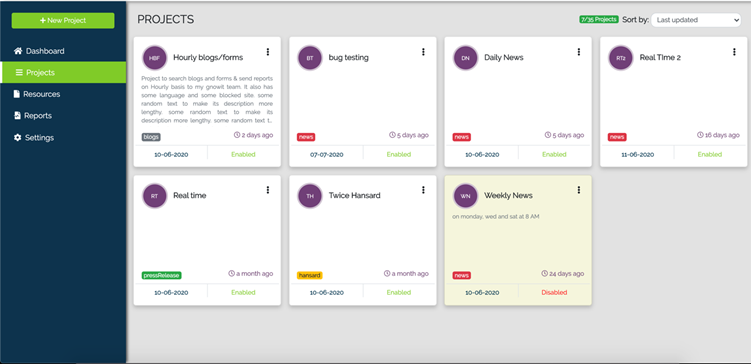 + New Project
Dashboard
Projects
Resources
Reports
Settings
PROJECTS
7/35 Projects
Sort by:
Last updated
HBF
Hourly blogs/forms
Project to search blogs and forms & send reports
on Hourly basis to my gnowit team. It also has
some language and some blocked site. some
random text to make its description more
lengthy. some random text to make its
description more lengthy. some random text t...
blogs
2 days ago
10-06-2020
Enabled
BT
bug testing
news
5 days ago
07-07-2020
Enabled
DN
Daily News
news
5 days ago
10-06-2020
Enabled
RT2
Real TIme 2
news
16 days ago
11-06-2020
Enabled
RT
Real time
pressRelease
a month ago
10-06-2020
Enabled
TH
Twice Hansard
hansard
a month ago
10-06-2020
Enabled
WN
Weekly News
on monday, wed and sat at 8 AM
news
24 days ago
10-06-2020
Disabled